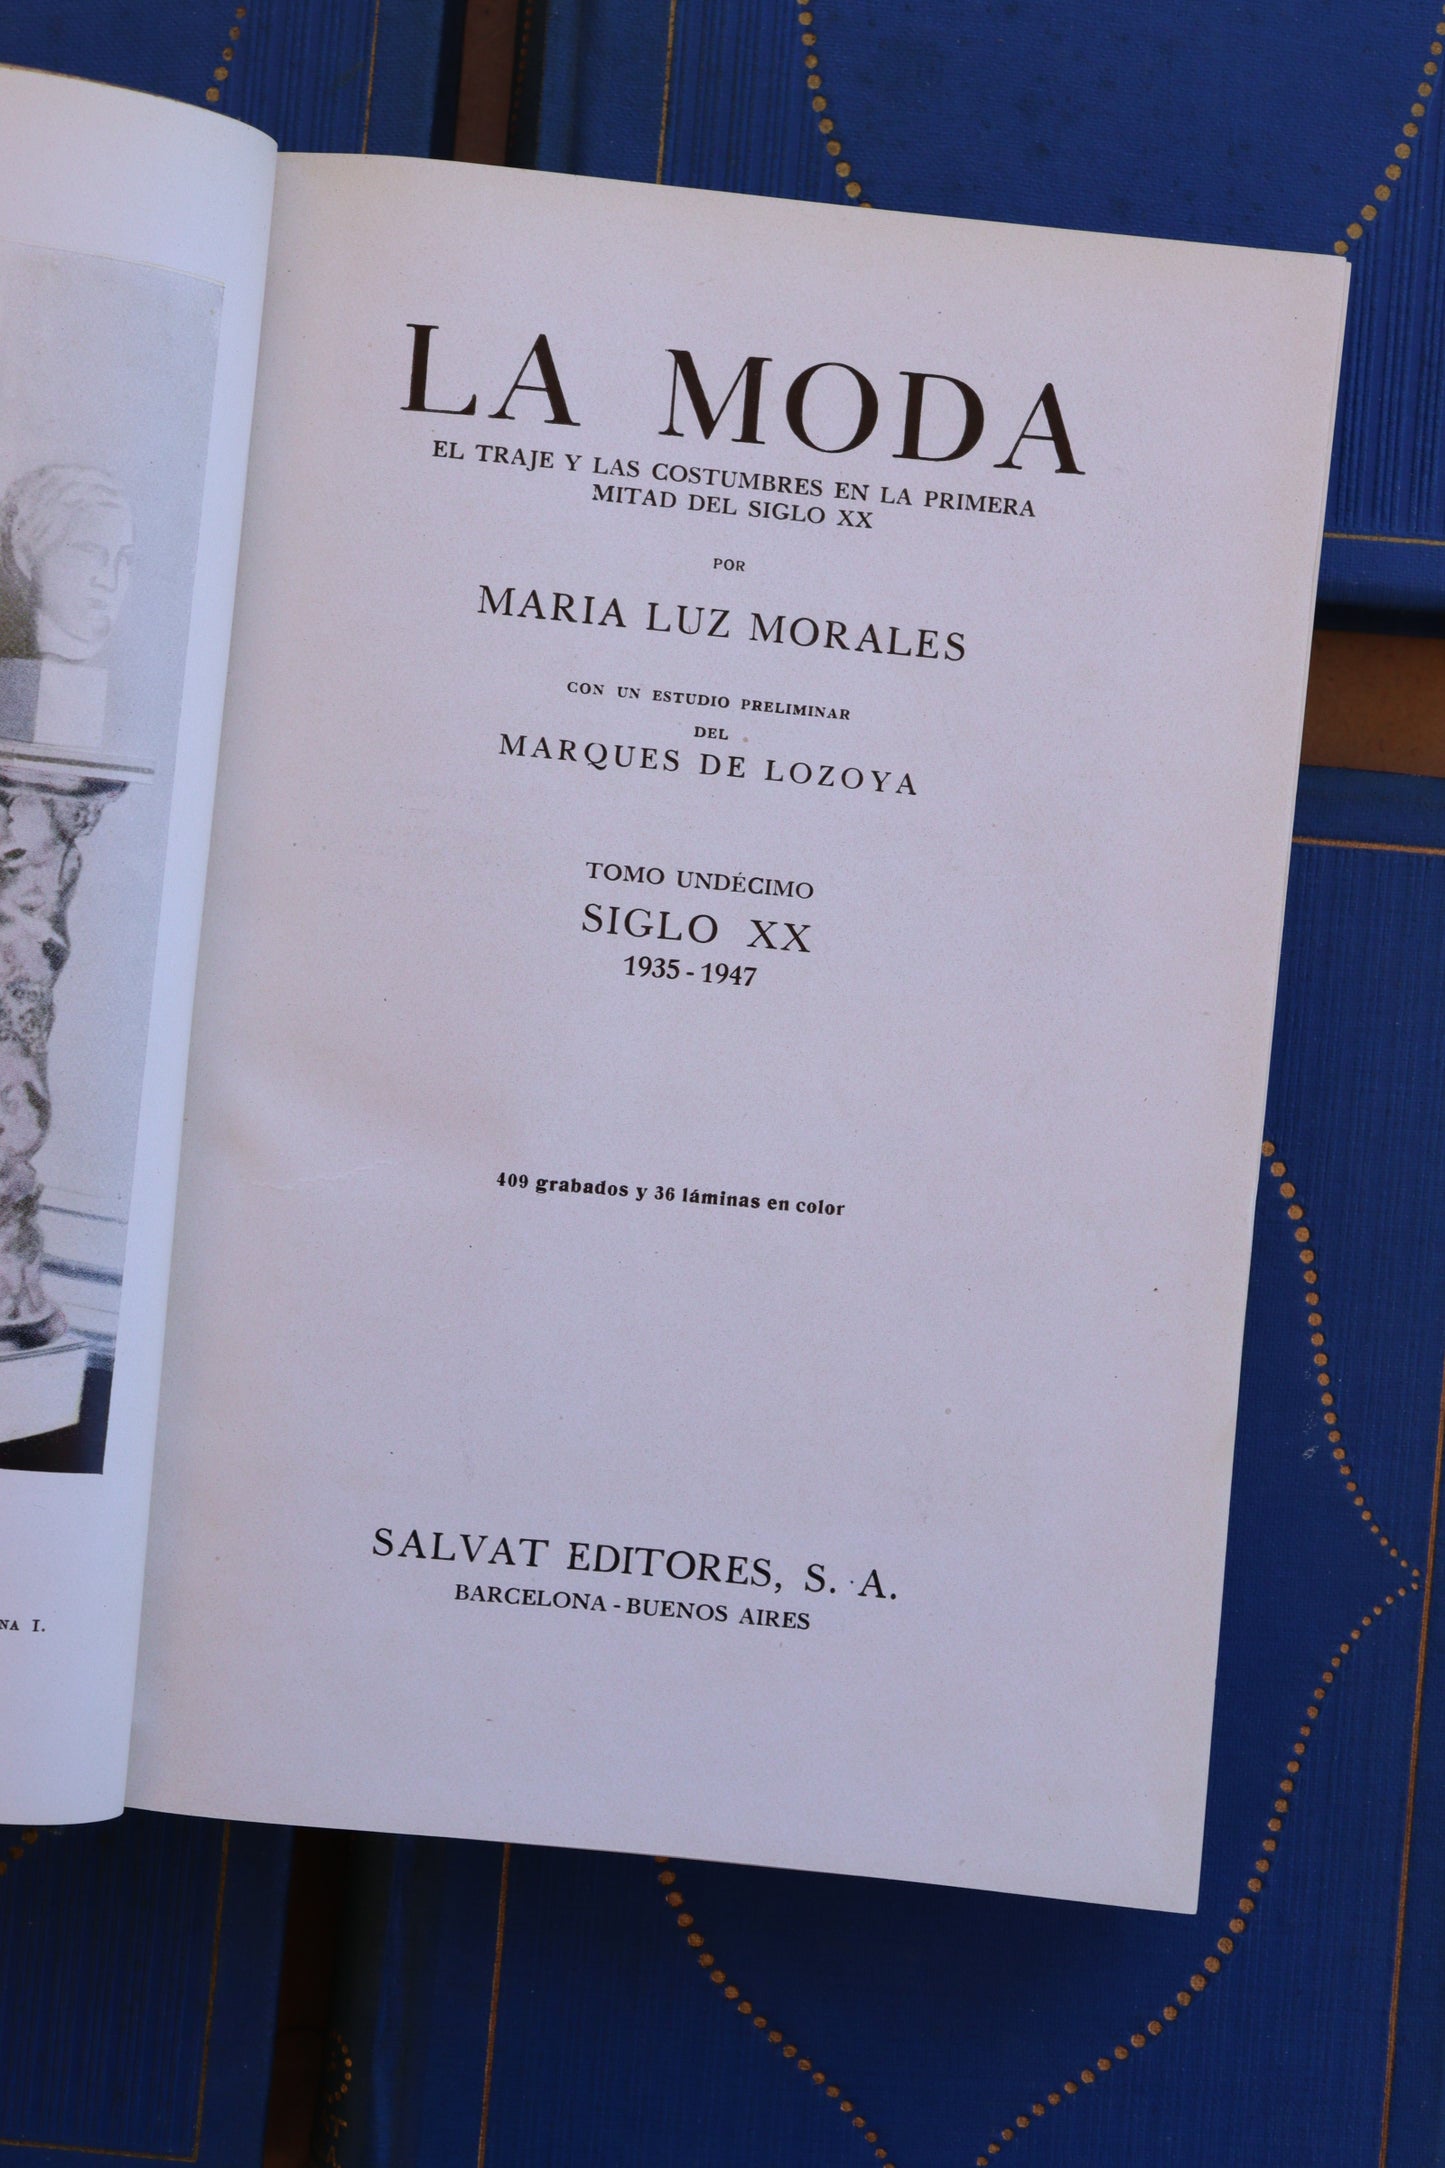 LA MODA
EL TRAJE Y LAS COSTUMBRES EN LA PRIMERA
MITAD DEL SIGLO XX
POR
MARIA LUZ MORALES
CON UN ESTUDIO PRELIMINAR
DEL
MARQUES DE LOZOYA
TOMO UNDÉCIMO
SIGLO XX
1935-1947
409 grabados y 36 láminas en color
SALVAT EDITORES, S. A.
BARCELONA-BUENOS AIRES
NA I.